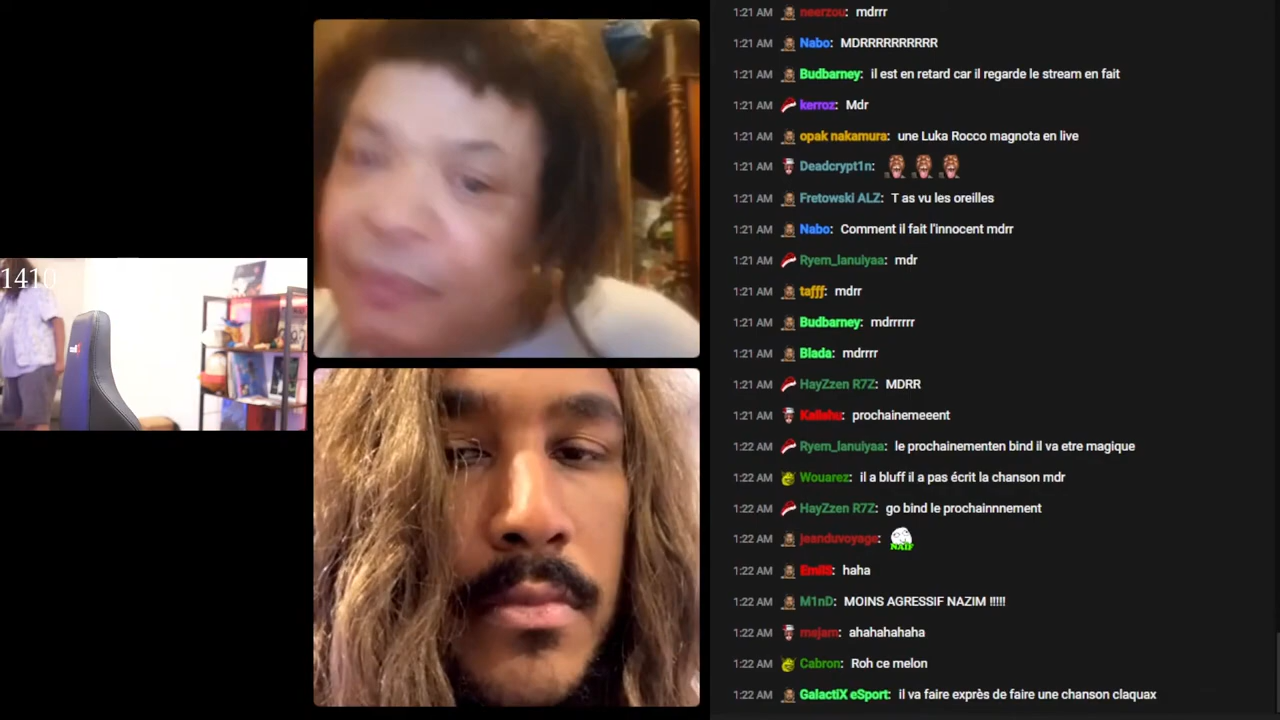 1410
1:21 AM neerzou: mdrrr
1:21 AM Nabo: MDRRRRRRRRRR
1:21 AM Budbarney: il est en retard car il regarde le stream en fait
1:21 AM kerroz: Mdr
1:21 AM opak nakamura: une Luka Rocco magnota en live
1:21 AM Deadcrypt1n:
1:21 AM Fretowski ALZ: T as vu les oreilles
1:21 AM Nabo: Comment il fait l'innocent mdrr
1:21 AM Ryem_lanuiyaa: mdr
1:21 AM tafff: mdrr
1:21 AM Budbarney: mdrrrrrr
1:21 AM Blada: mdrrrr
1:21 AM HayZzen R7Z: MDRR
1:21 AM prochainemeeent
1:22 AM Ryem_lanuiyaa: le prochainementen bind il va etre magique
1:22 AM Wouarez: il a bluff il a pas écrit la chanson mdr
1:22 AM HayZzen R7Z: go bind le prochainnnement
1:22 AM jeanduvoyage: NAIF
1:22 AM EmilS: haha
1:22 AM M1nD: MOINS AGRESSIF NAZIM !!!!!
1:22 AM mejam: ahahahahaha
1:22 AM Cabron: Roh ce melon
1:22 AM GalactiX eSport: il va faire exprès de faire une chanson claquax